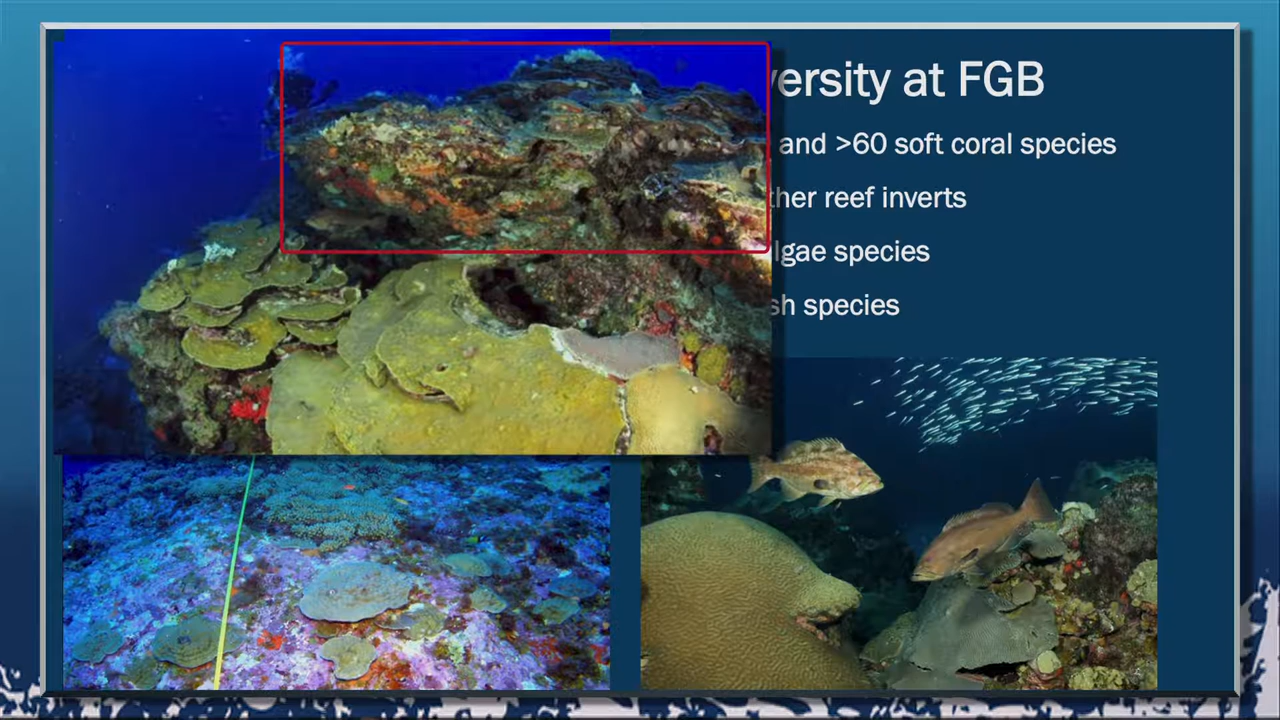 versity at FGB
and >60 soft coral species
ther reef inverts
lgae species
sh species